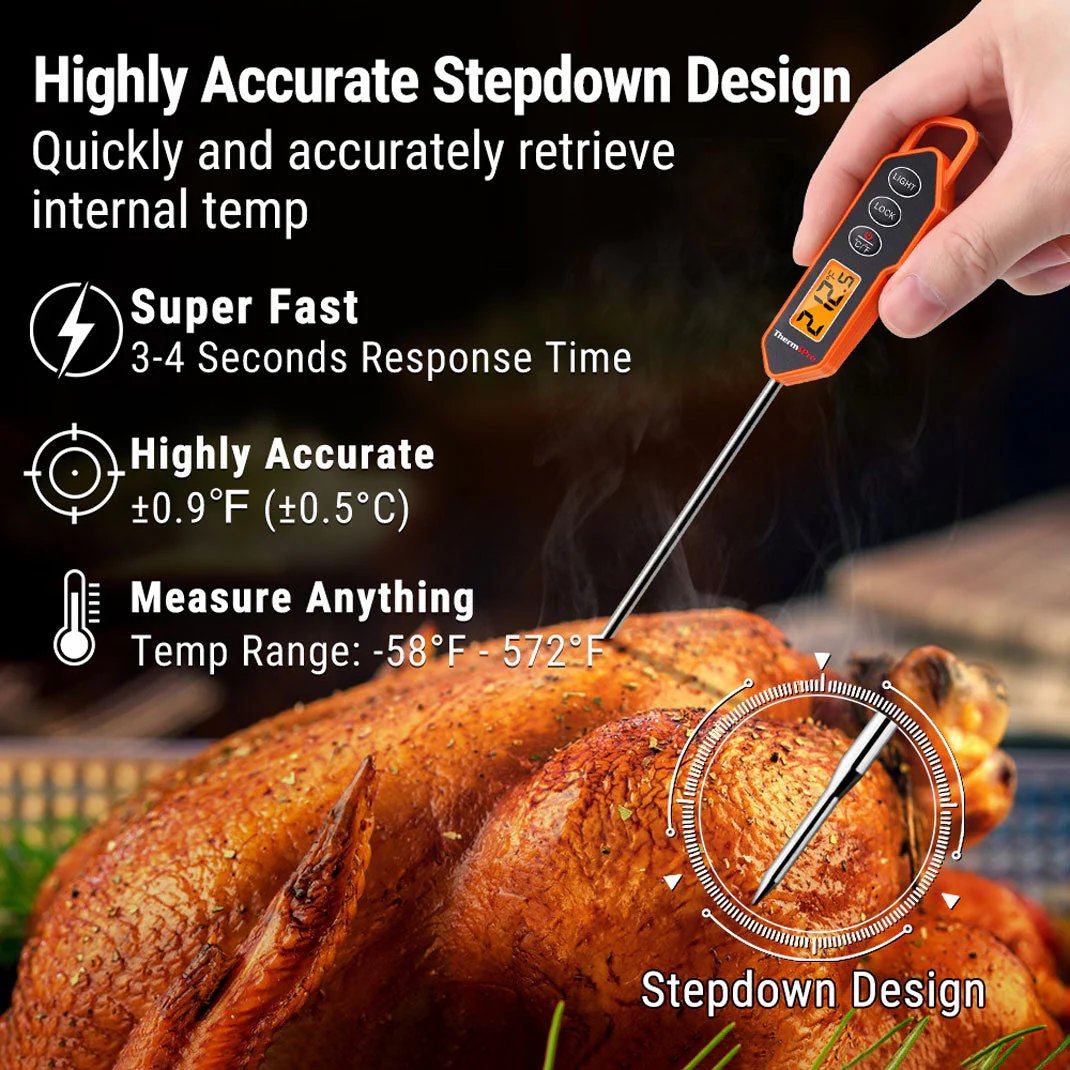 Highly Accurate Stepdown Design
Quickly and accurately retrieve
internal temp
LIGHT
LOCK
°C/°F
212.5
°F
ThermoPro
Super Fast
3-4 Seconds Response Time
Highly Accurate
±0.9°F (±0.5°C)
Measure Anything
Temp Range: -58°F - 572°F
Stepdown Design